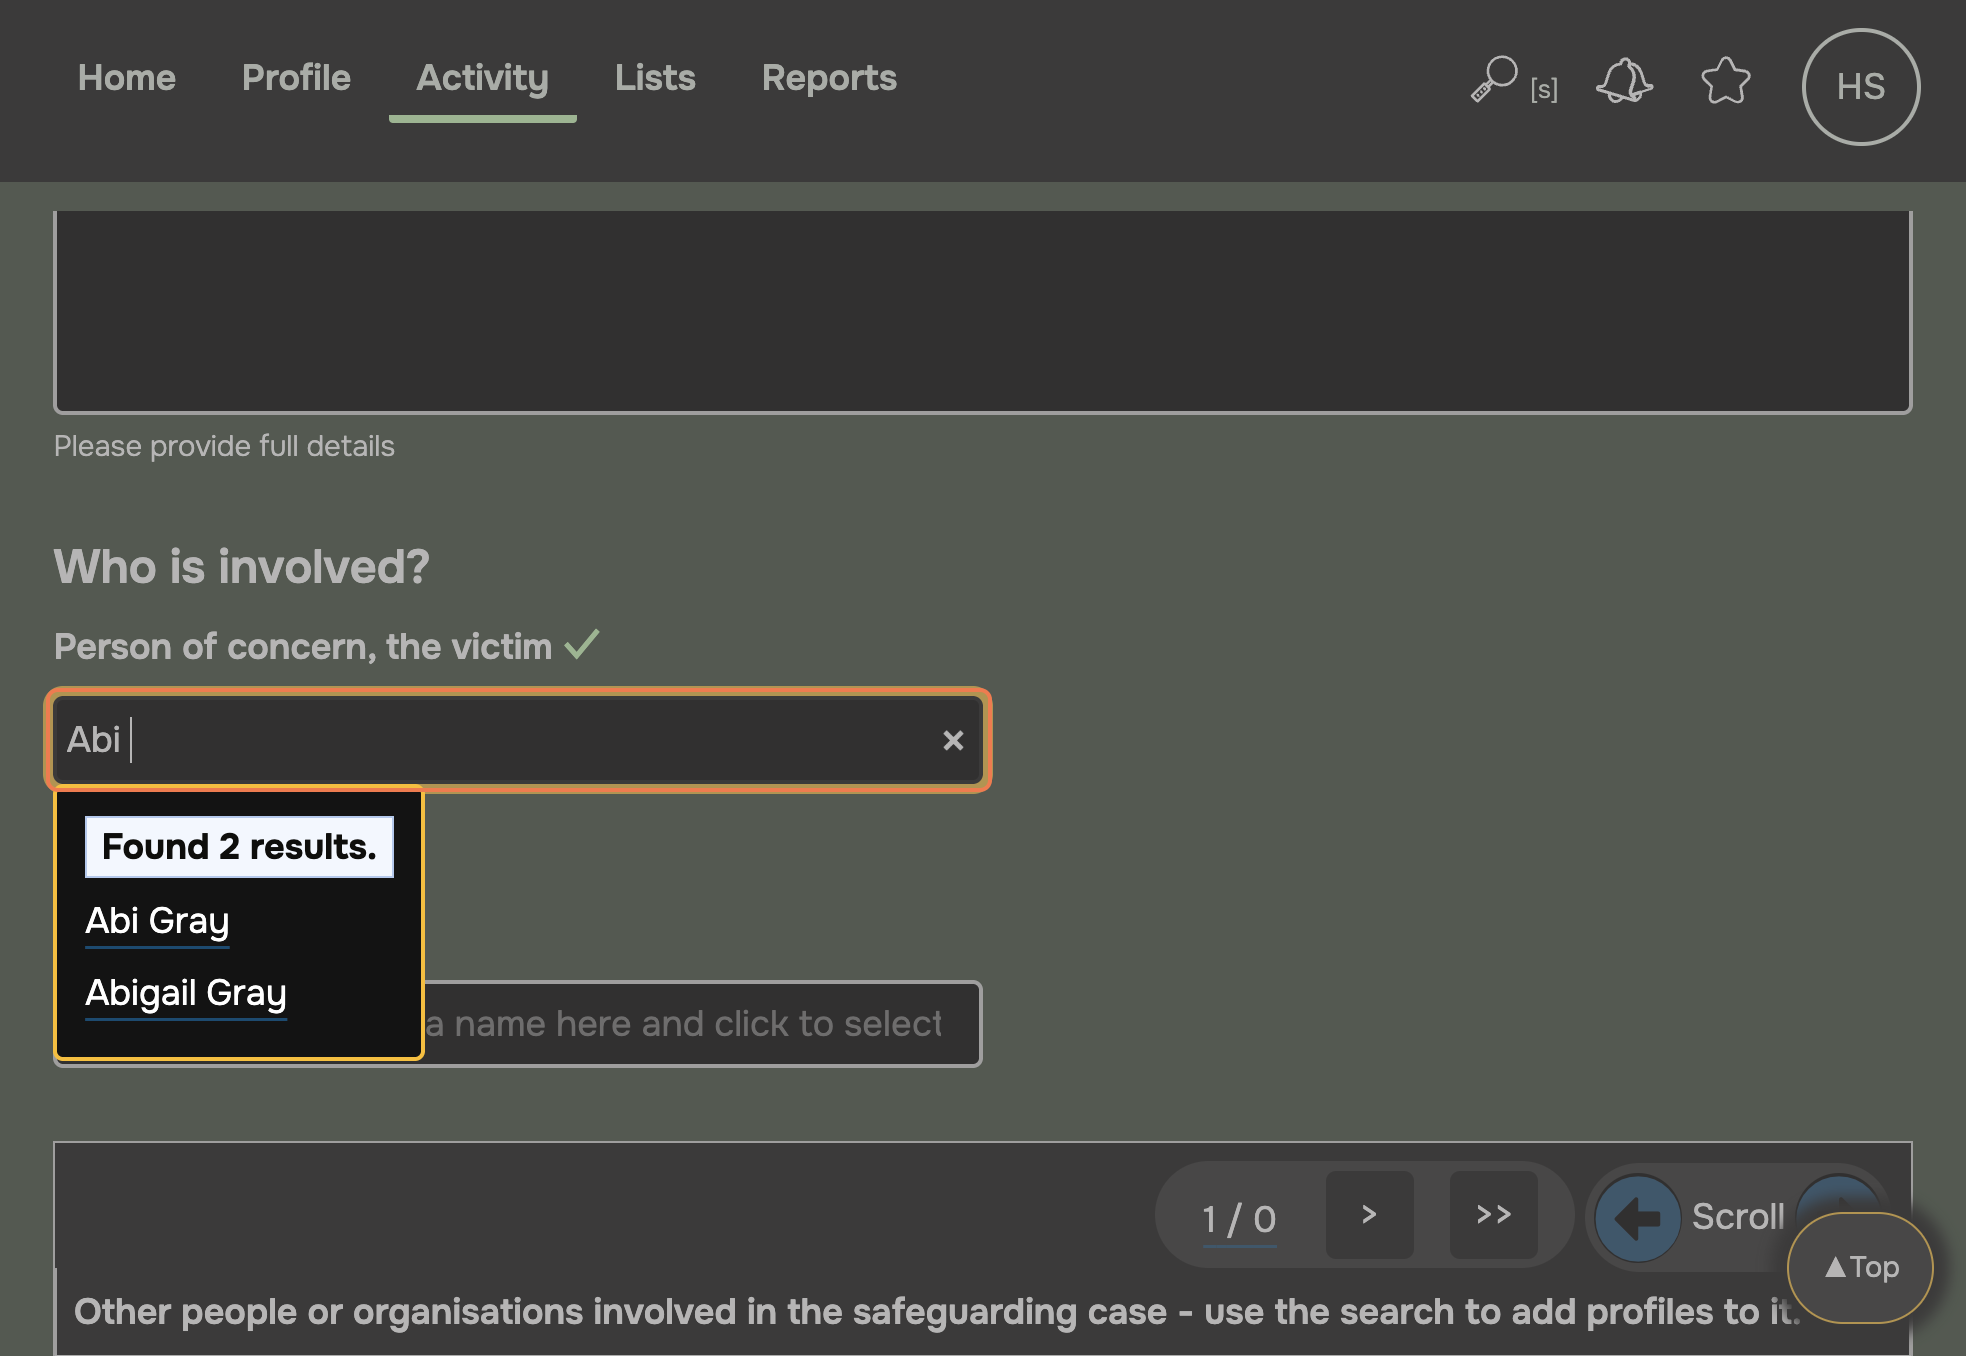 Home Profile Activity Lists Reports [s] HS
Please provide full details
Who is involved?
Person of concern, the victim
Abi
Found 2 results.
Abi Gray
Abigail Gray
a name here and click to select
1 / 0 > >> Scroll
▲Top
Other people or organisations involved in the safeguarding case - use the search to add profiles to it.